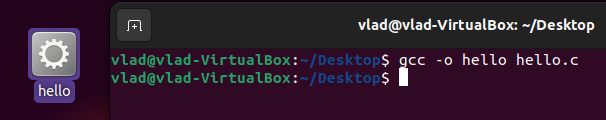 vlad@vlad-VirtualBox: ~/Desktop
vlad@vlad-VirtualBox:~/Desktop$ gcc -o hello hello.c
vlad@vlad-VirtualBox:~/Desktop$
hello